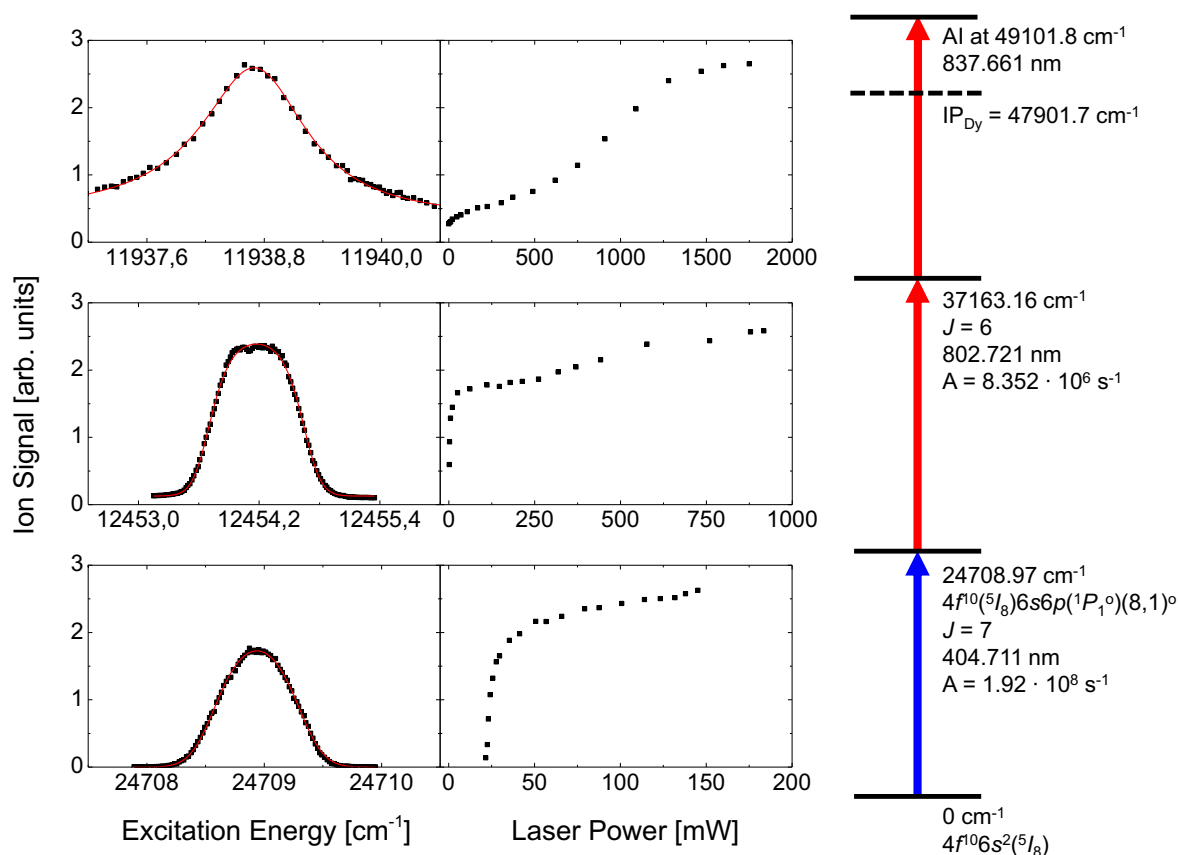 Ion Signal [arb. units]
3
2
1
0
11937,6 11938,8 11940,0
0 500 1000 1500 2000
3
2
1
0
12453,0 12454,2 12455,4
0 250 500 750 1000
3
2
1
0
24708 24709 24710
0 50 100 150 200
Excitation Energy [cm⁻¹]
Laser Power [mW]
AI at 49101.8 cm⁻¹
837.661 nm
IP_Dy = 47901.7 cm⁻¹
37163.16 cm⁻¹
J = 6
802.721 nm
A = 8.352 · 10⁶ s⁻¹
24708.97 cm⁻¹
4f¹⁰(⁵I₈)6s6p(¹P₁ᵒ)(8,1)ᵒ
J = 7
404.711 nm
A = 1.92 · 10⁸ s⁻¹
0 cm⁻¹
4f¹⁰6s²(⁵I₈)